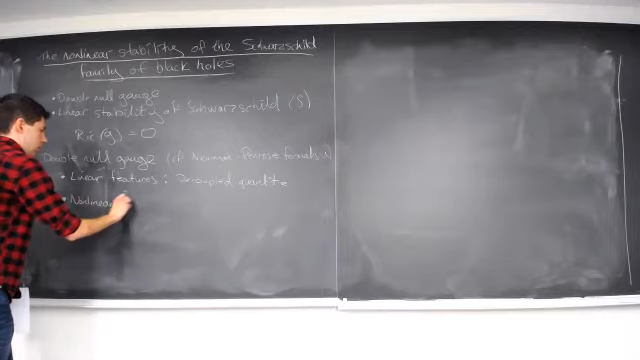 The nonlinear stability of the Schwarzschild
family of black holes
• Double null gauge
• Linear stability of Schwarzschild (S)
Ric(g) = 0
Double null gauge (cf Newman-Penrose formalism)
• Linear features : Decoupled quantitie
• Nonlinear